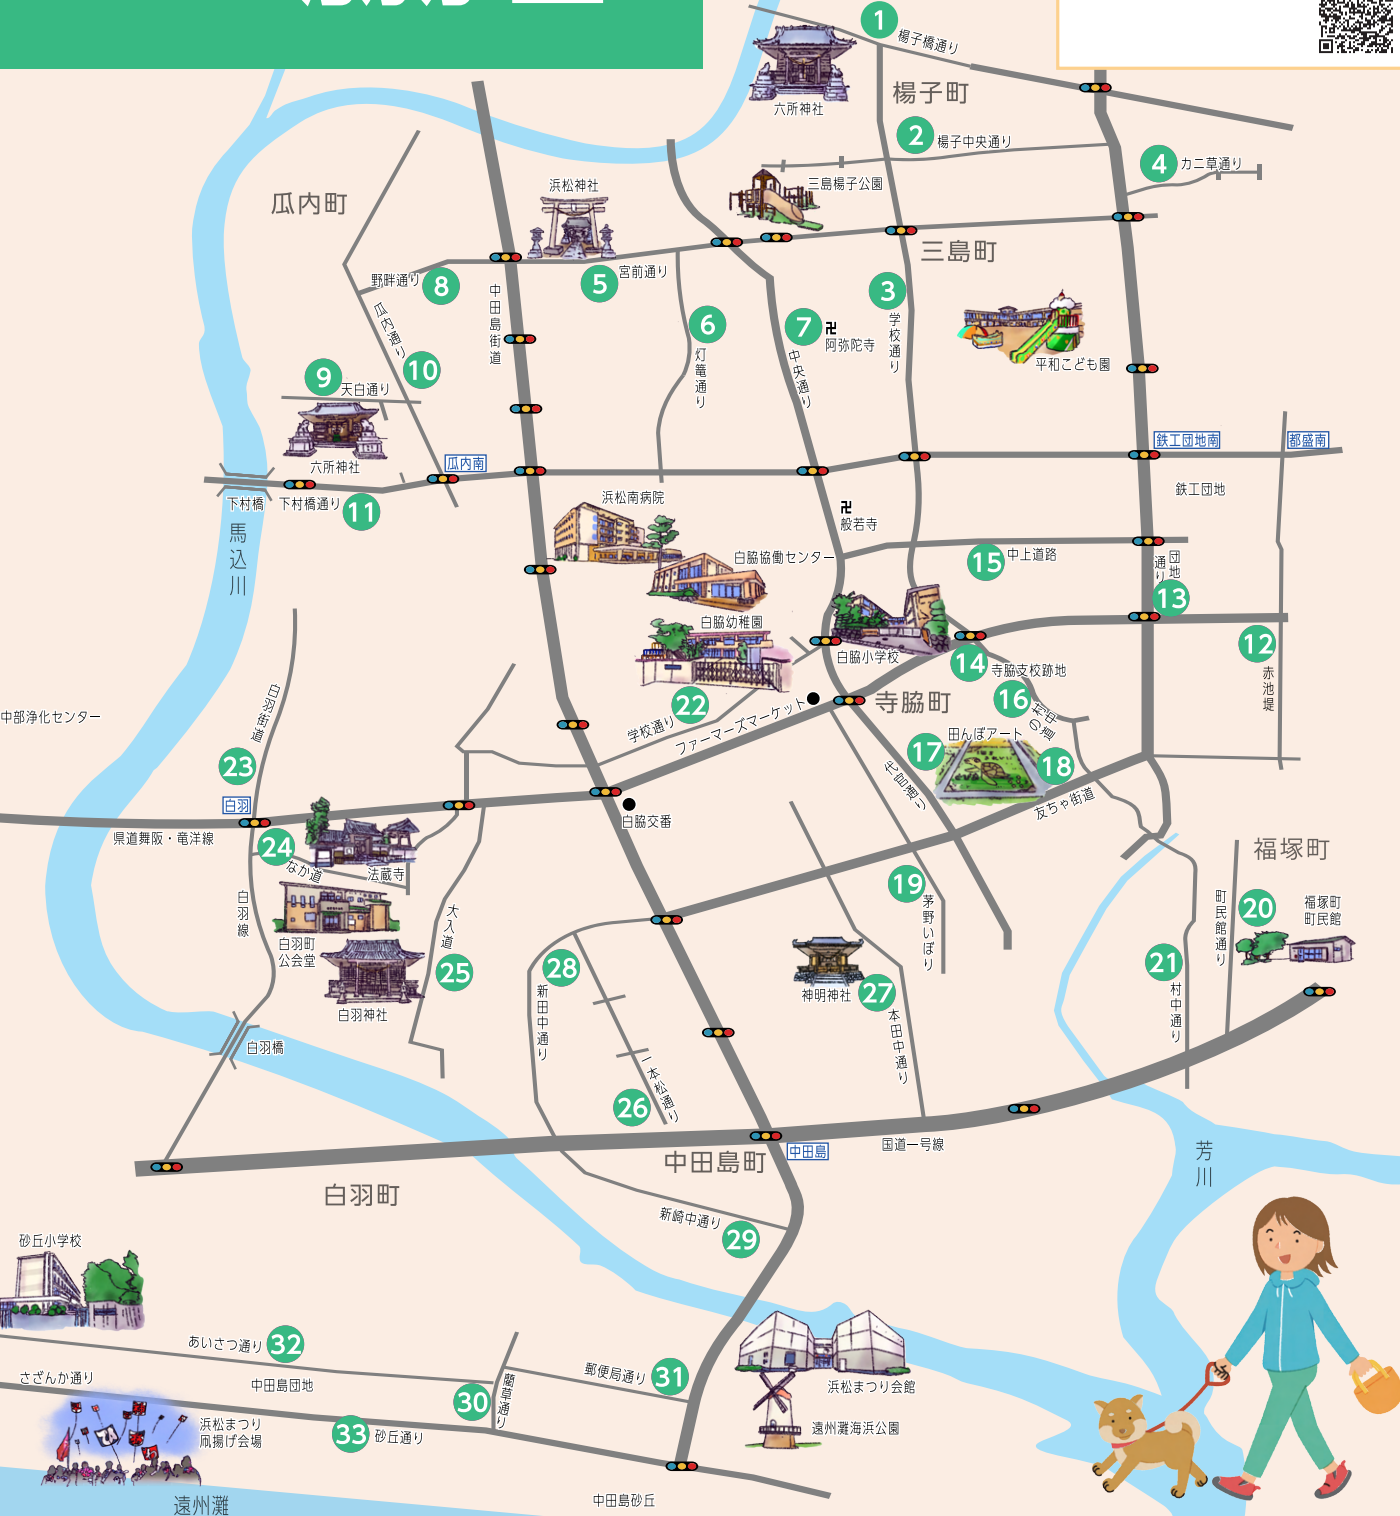 1
楊子橋通り
六所神社
楊子町
2
楊子中央通り
4
カニ草通り
三島楊子公園
浜松神社
瓜内町
三島町
野畔通り
8
5
宮前通り
中田島街道
瓜内通り
10
6
灯篭通り
7
卍
阿弥陀寺
中央通り
3
学校通り
平和こども園
9
天白通り
六所神社
瓜内南
鉄工団地南
都盛南
下村橋
下村橋通り
11
馬込川
浜松南病院
卍
般若寺
鉄工団地
白脇協働センター
15
中上道路
団地通り
13
白脇幼稚園
白脇小学校
14
寺脇支校跡地
12
赤池堤
22
学校通り
ファーマーズマーケット
寺脇町
16
村中の道
中部浄化センター
白羽街道
23
17
田んぼアート
18
代官通り
友ちゃ街道
白羽
県道舞阪・竜洋線
白脇交番
24
なか道
法蔵寺
福塚町
白羽線
大入道
19
茅野いぼり
町民館通り
20
福塚町
町民館
白羽町
公会堂
25
白羽神社
28
新田中通り
神明神社
27
本田中通り
21
村中通り
白羽橋
一本松通り
26
中田島
国道一号線
中田島町
芳川
白羽町
新崎中通り
29
砂丘小学校
あいさつ通り
32
さざんか通り
中田島団地
郵便局通り
31
30
藺草通り
浜松まつり会館
浜松まつり
凧揚げ会場
33
砂丘通り
遠州灘海浜公園
中田島砂丘
遠州灘